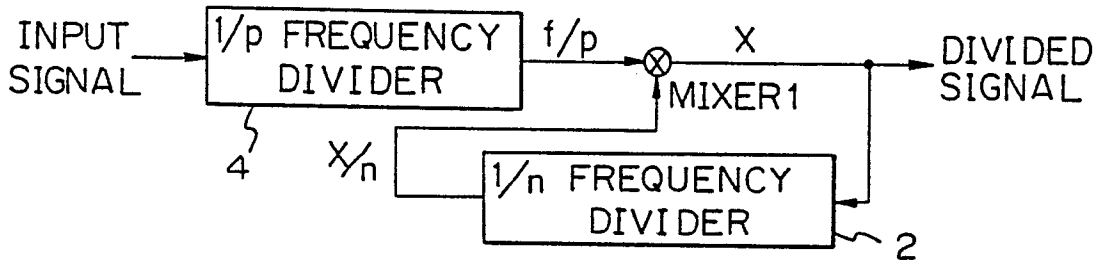 INPUT
SIGNAL
1/p FREQUENCY
DIVIDER
4
f/p
X
MIXER1
DIVIDED
SIGNAL
X/n
1/n FREQUENCY
DIVIDER
2